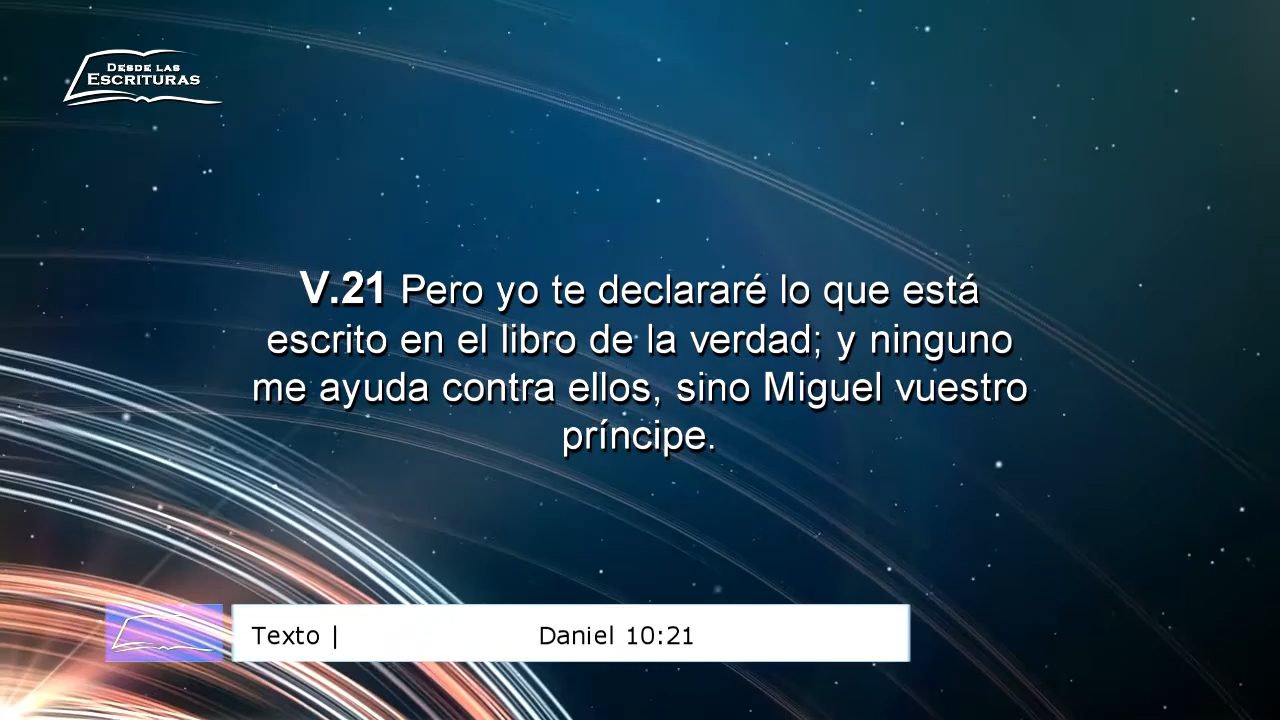 DESDE LAS
ESCRITURAS
V.21 Pero yo te declararé lo que está
escrito en el libro de la verdad; y ninguno
me ayuda contra ellos, sino Miguel vuestro
príncipe.
Texto | Daniel 10:21